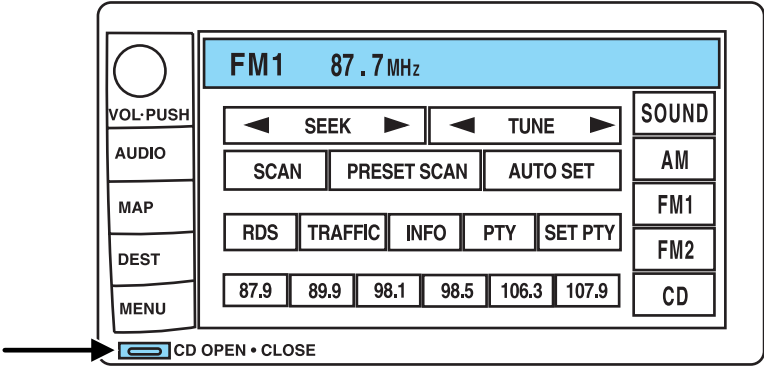 FM1 87.7 MHz
VOL·PUSH
AUDIO
MAP
DEST
MENU
◄ SEEK ►
◄ TUNE ►
SCAN
PRESET SCAN
AUTO SET
RDS
TRAFFIC
INFO
PTY
SET PTY
87.9
89.9
98.1
98.5
106.3
107.9
SOUND
AM
FM1
FM2
CD
CD OPEN • CLOSE